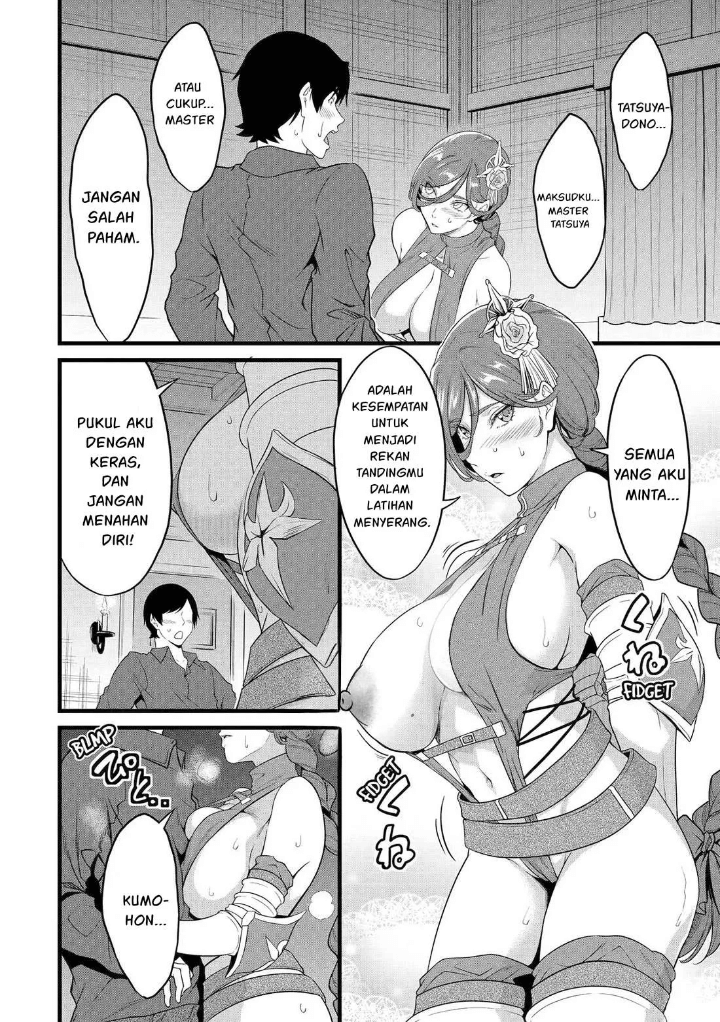 TATSUYA-
DONO...
MAKSUDKU...
MASTER
TATSUYA
ATAU
CUKUP...
MASTER
JANGAN
SALAH
PAHAM.
SEMUA
YANG AKU
MINTA...
ADALAH
KESEMPATAN
UNTUK
MENJADI
REKAN
TANDINGMU
DALAM
LATIHAN
MENYERANG.
くね
FIDGET
FIDGET
くね
PUKUL AKU
DENGAN
KERAS,
DAN
JANGAN
MENAHAN
DIRI!
BLMP
ぴと..
KUMO-
HON...